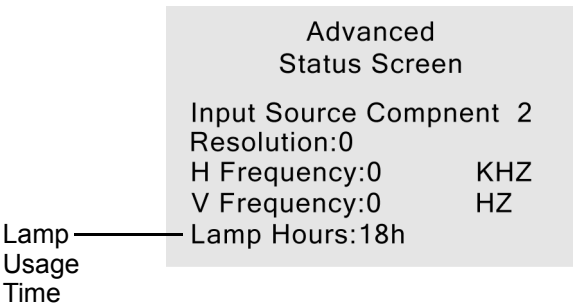 Advanced
Status Screen
Input Source Compnent 2
Resolution:0
H Frequency:0 KHZ
V Frequency:0 HZ
Lamp Hours:18h
Lamp
Usage
Time